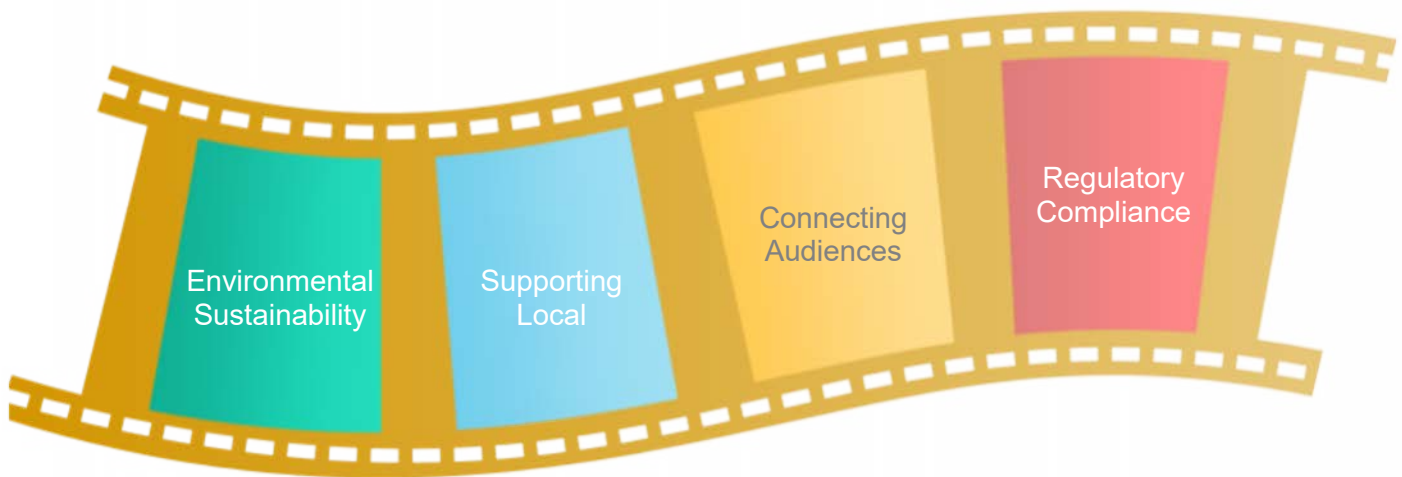 Environmental
Sustainability
Supporting
Local
Connecting
Audiences
Regulatory
Compliance